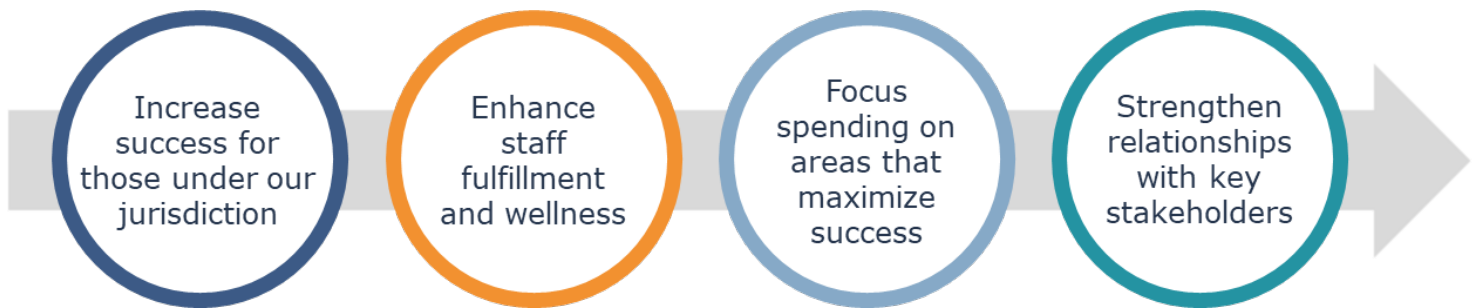 Increase
success for
those under our
jurisdiction
Enhance
staff
fulfillment
and wellness
Focus
spending on
areas that
maximize
success
Strengthen
relationships
with key
stakeholders